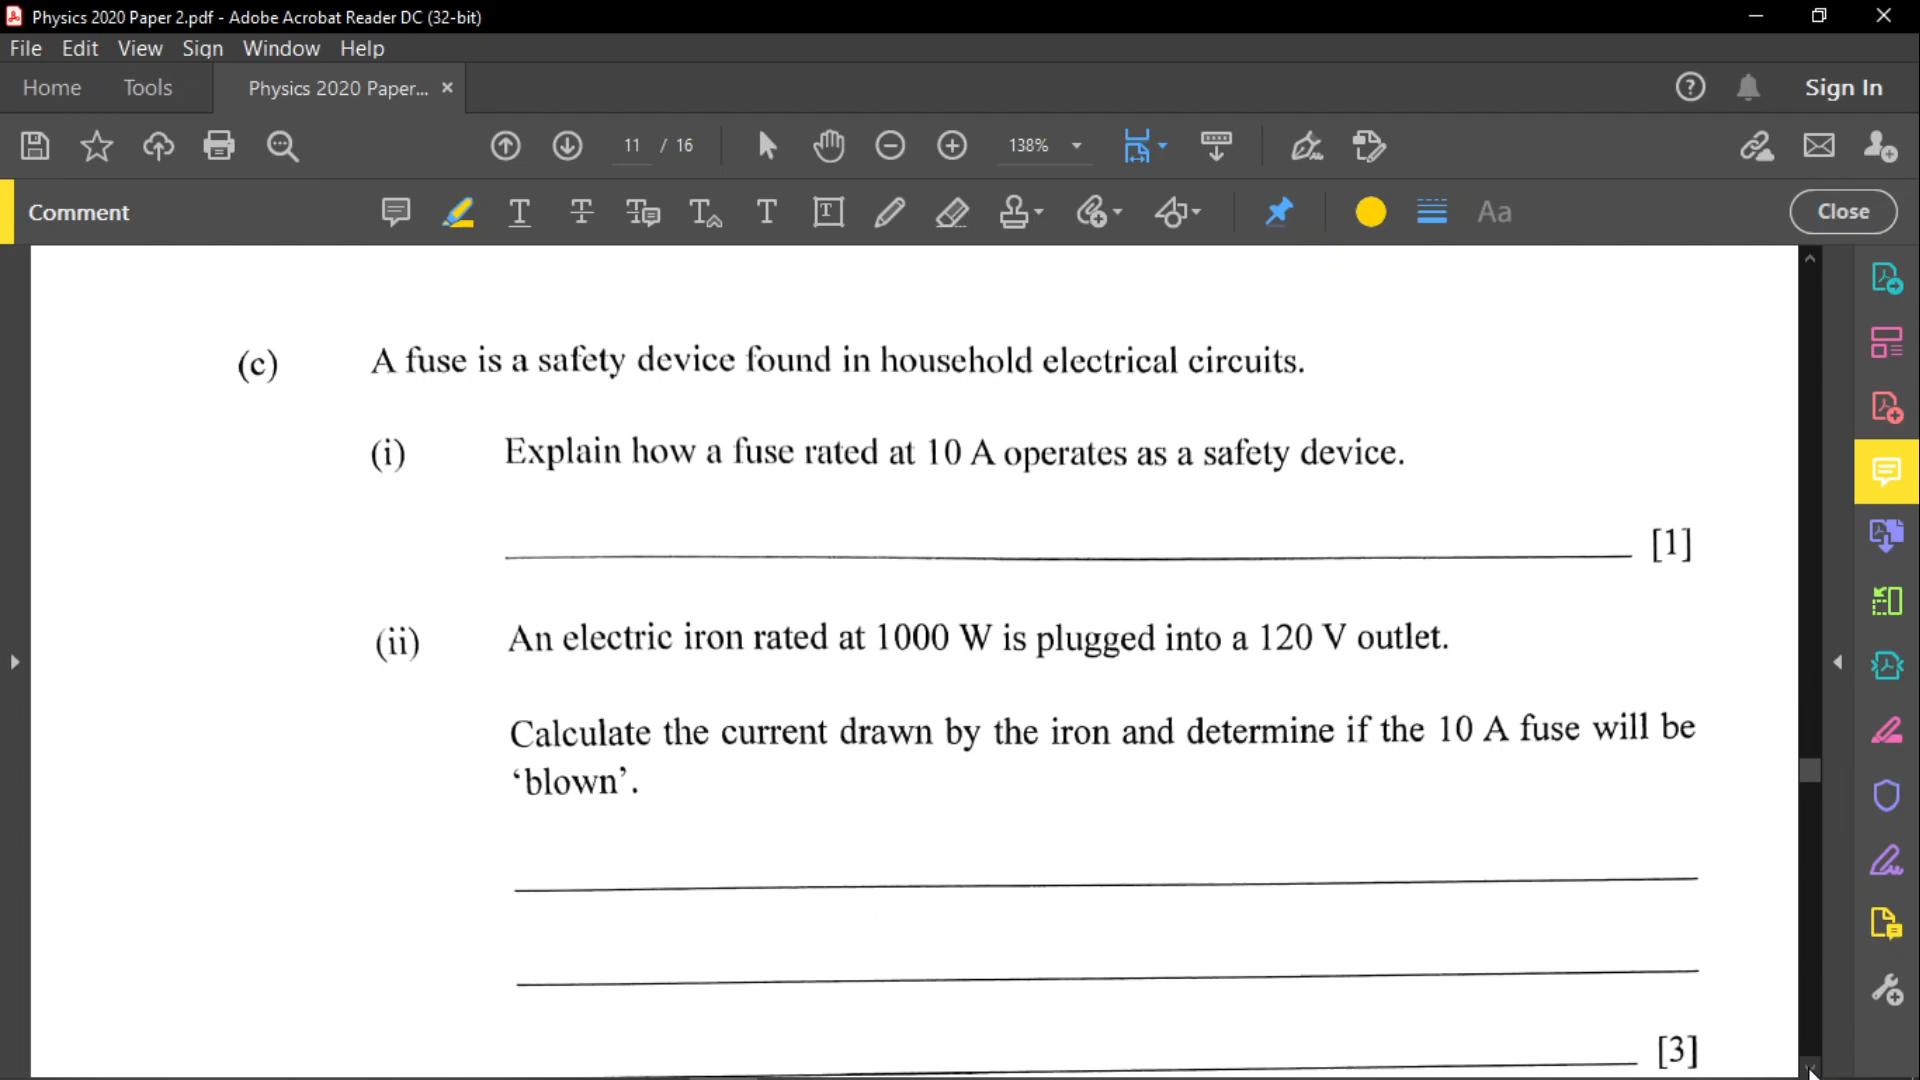 Physics 2020 Paper 2.pdf - Adobe Acrobat Reader DC (32-bit)
File Edit View Sign Window Help
Home Tools Physics 2020 Paper... × Sign In
11 / 16 138%
Comment Aa Close
(c) A fuse is a safety device found in household electrical circuits.
(i) Explain how a fuse rated at 10 A operates as a safety device.
[1]
(ii) An electric iron rated at 1000 W is plugged into a 120 V outlet.
Calculate the current drawn by the iron and determine if the 10 A fuse will be
‘blown’.
[3]